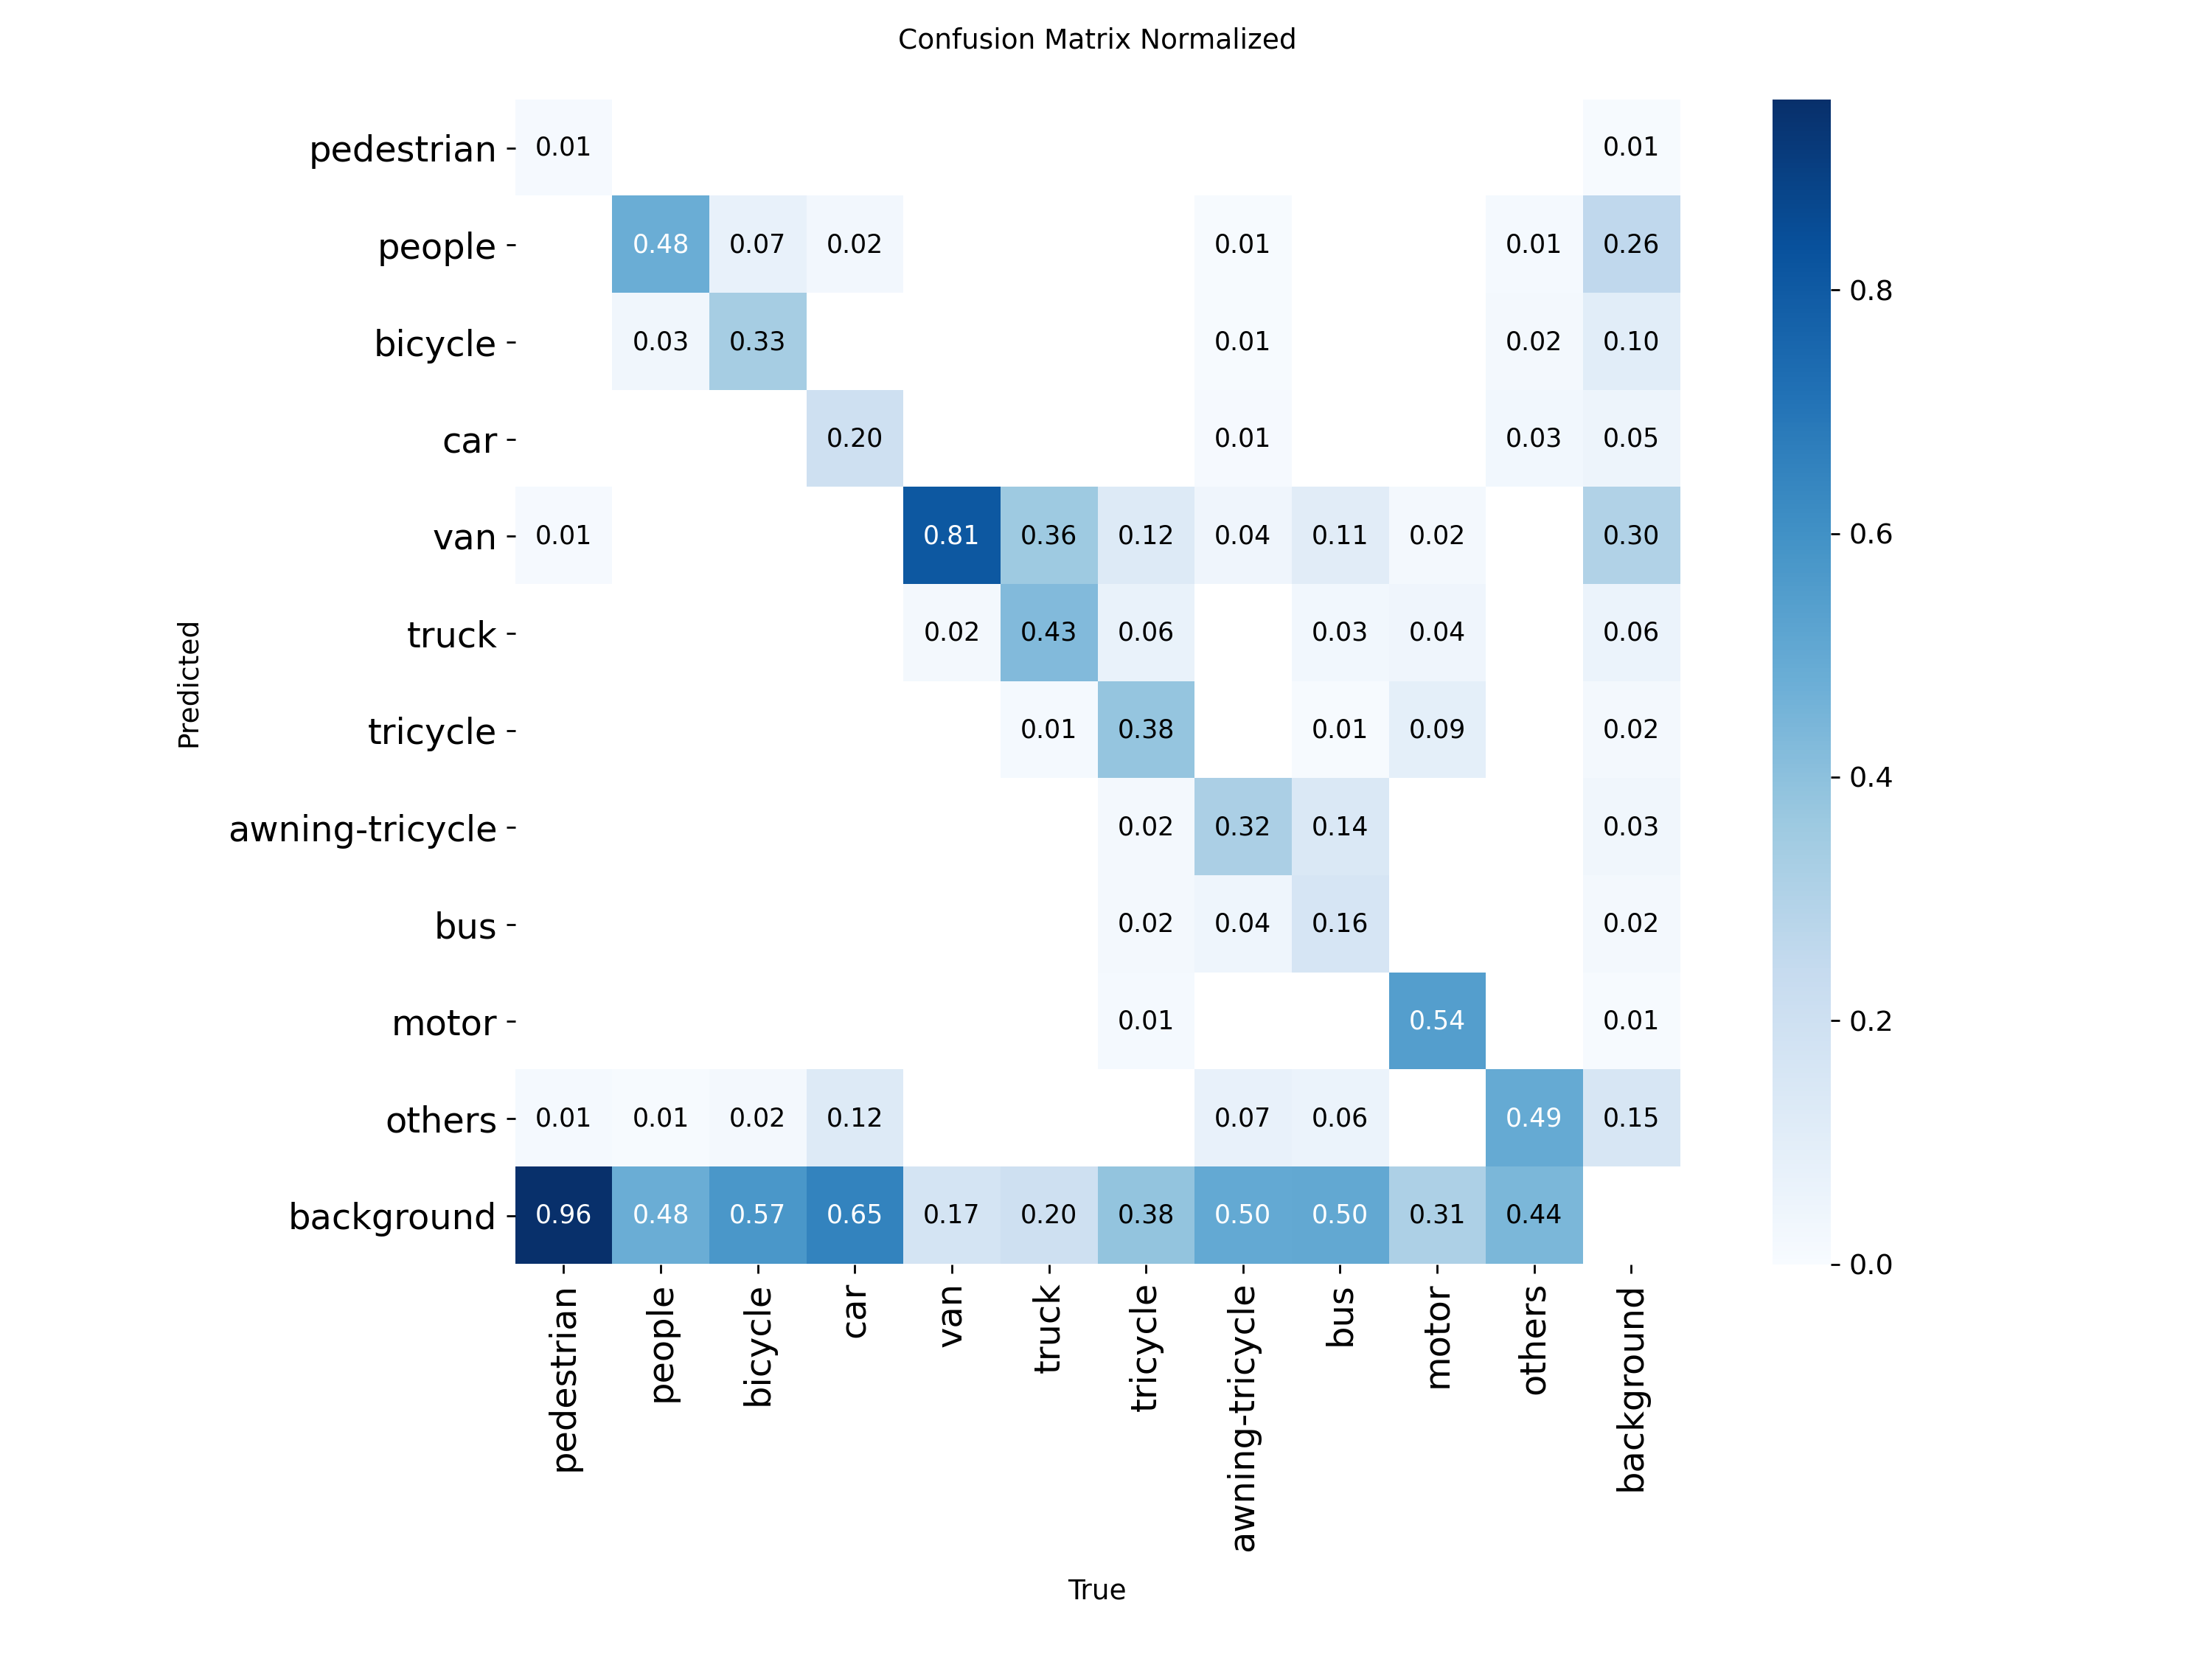 Confusion Matrix Normalized
pedestrian 0.01 0.01
people 0.48 0.07 0.02 0.01 0.01 0.26
bicycle 0.03 0.33 0.01 0.02 0.10
car 0.20 0.01 0.03 0.05
van 0.01 0.81 0.36 0.12 0.04 0.11 0.02 0.30
truck 0.02 0.43 0.06 0.03 0.04 0.06
tricycle 0.01 0.38 0.01 0.09 0.02
awning-tricycle 0.02 0.32 0.14 0.03
bus 0.02 0.04 0.16 0.02
motor 0.01 0.54 0.01
others 0.01 0.01 0.02 0.12 0.07 0.06 0.49 0.15
background 0.96 0.48 0.57 0.65 0.17 0.20 0.38 0.50 0.50 0.31 0.44
Predicted
pedestrian
people
bicycle
car
van
truck
tricycle
awning-tricycle
bus
motor
others
background
True
0.8
0.6
0.4
0.2
0.0